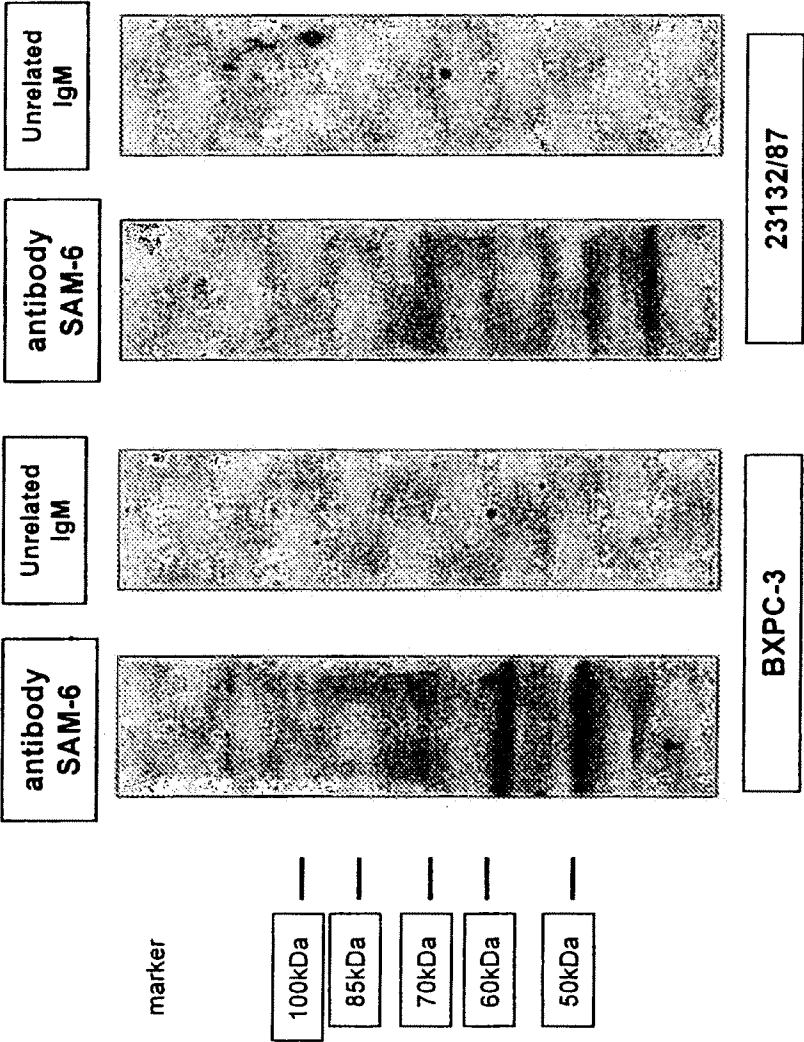 antibody
SAM-6
Unrelated
IgM
antibody
SAM-6
Unrelated
IgM
marker
100kDa
85kDa
70kDa
60kDa
50kDa
BXPC-3
23132/87